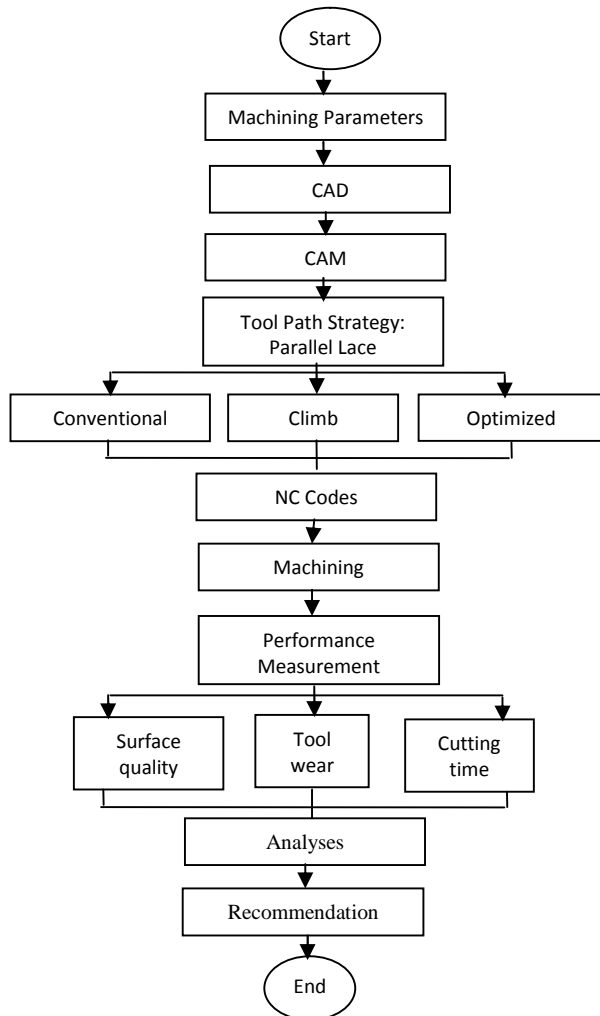 Start
Machining Parameters
CAD
CAM
Tool Path Strategy:
Parallel Lace
Conventional
Climb
Optimized
NC Codes
Machining
Performance
Measurement
Surface
quality
Tool
wear
Cutting
time
Analyses
Recommendation
End